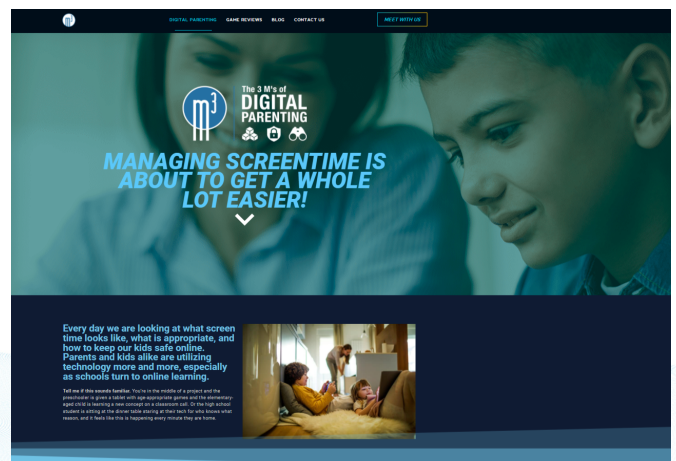 m3
DIGITAL PARENTING GAME REVIEWS BLOG CONTACT US MEET WITH US
m3
The 3 M's of
DIGITAL
PARENTING
MANAGING SCREENTIME IS
ABOUT TO GET A WHOLE
LOT EASIER!
Every day we are looking at what screen
time looks like, what is appropriate, and
how to keep our kids safe online.
Parents and kids alike are utilizing
technology more and more, especially
as schools turn to online learning.
Tell me if this sounds familiar. You're in the middle of a project and the
preschooler is given a tablet with age-appropriate games and the elementary-
aged child is learning a new concept on a classroom call. Or the high school
student is sitting at the dinner table staring at their tech for who knows what
reason, and it feels like this is happening every minute they are home.